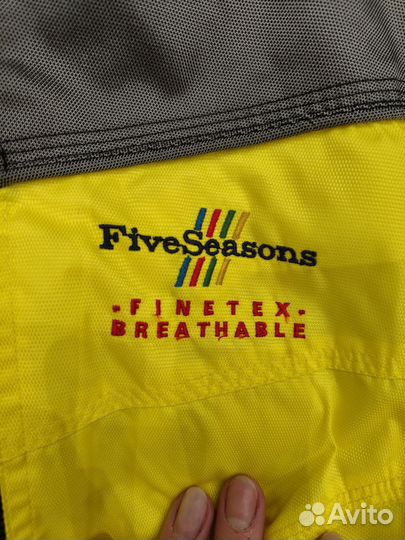 FiveSeasons
-FINETEX-
BREATHABLE
Avito